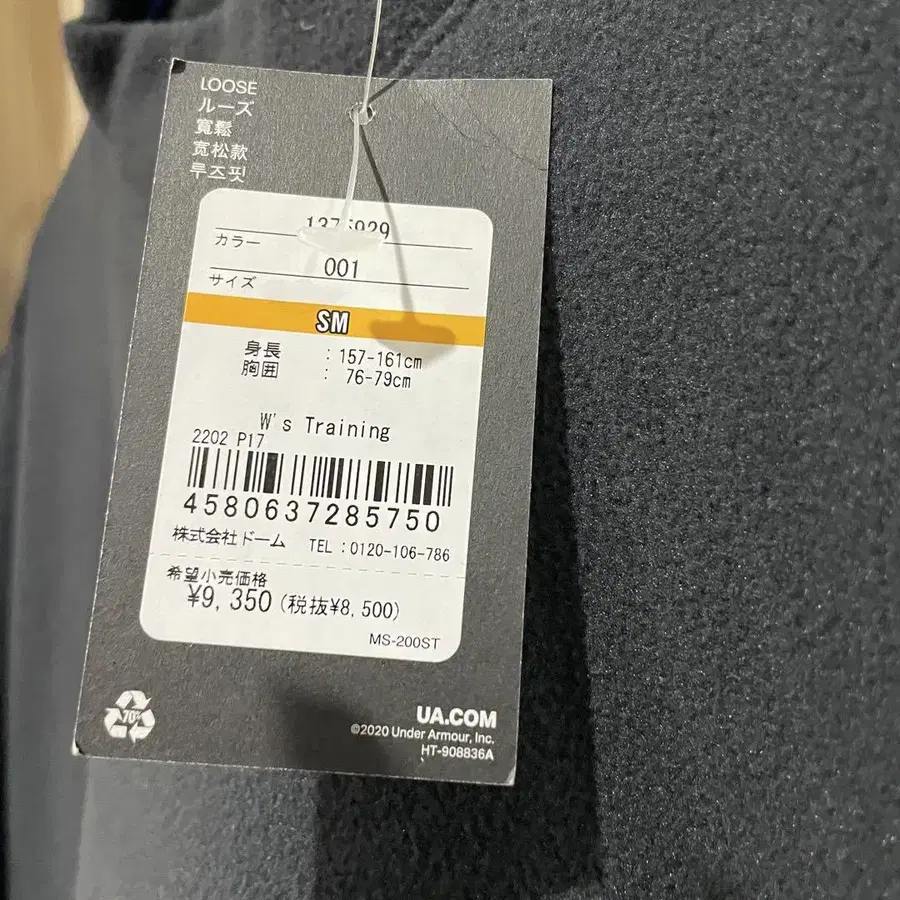 LOOSE
ルーズ
寬鬆
宽松款
루즈핏
カラー
001
サイズ
SM
身長 : 157-161cm
胸囲 : 76-79cm
W's Training
2202 P17
4580637285750
株式会社ドーム TEL:0120-106-786
希望小売価格
¥9,350(税抜¥8,500)
MS-200ST
70%
UA.COM
©2020 Under Armour, Inc.
HT-908836A